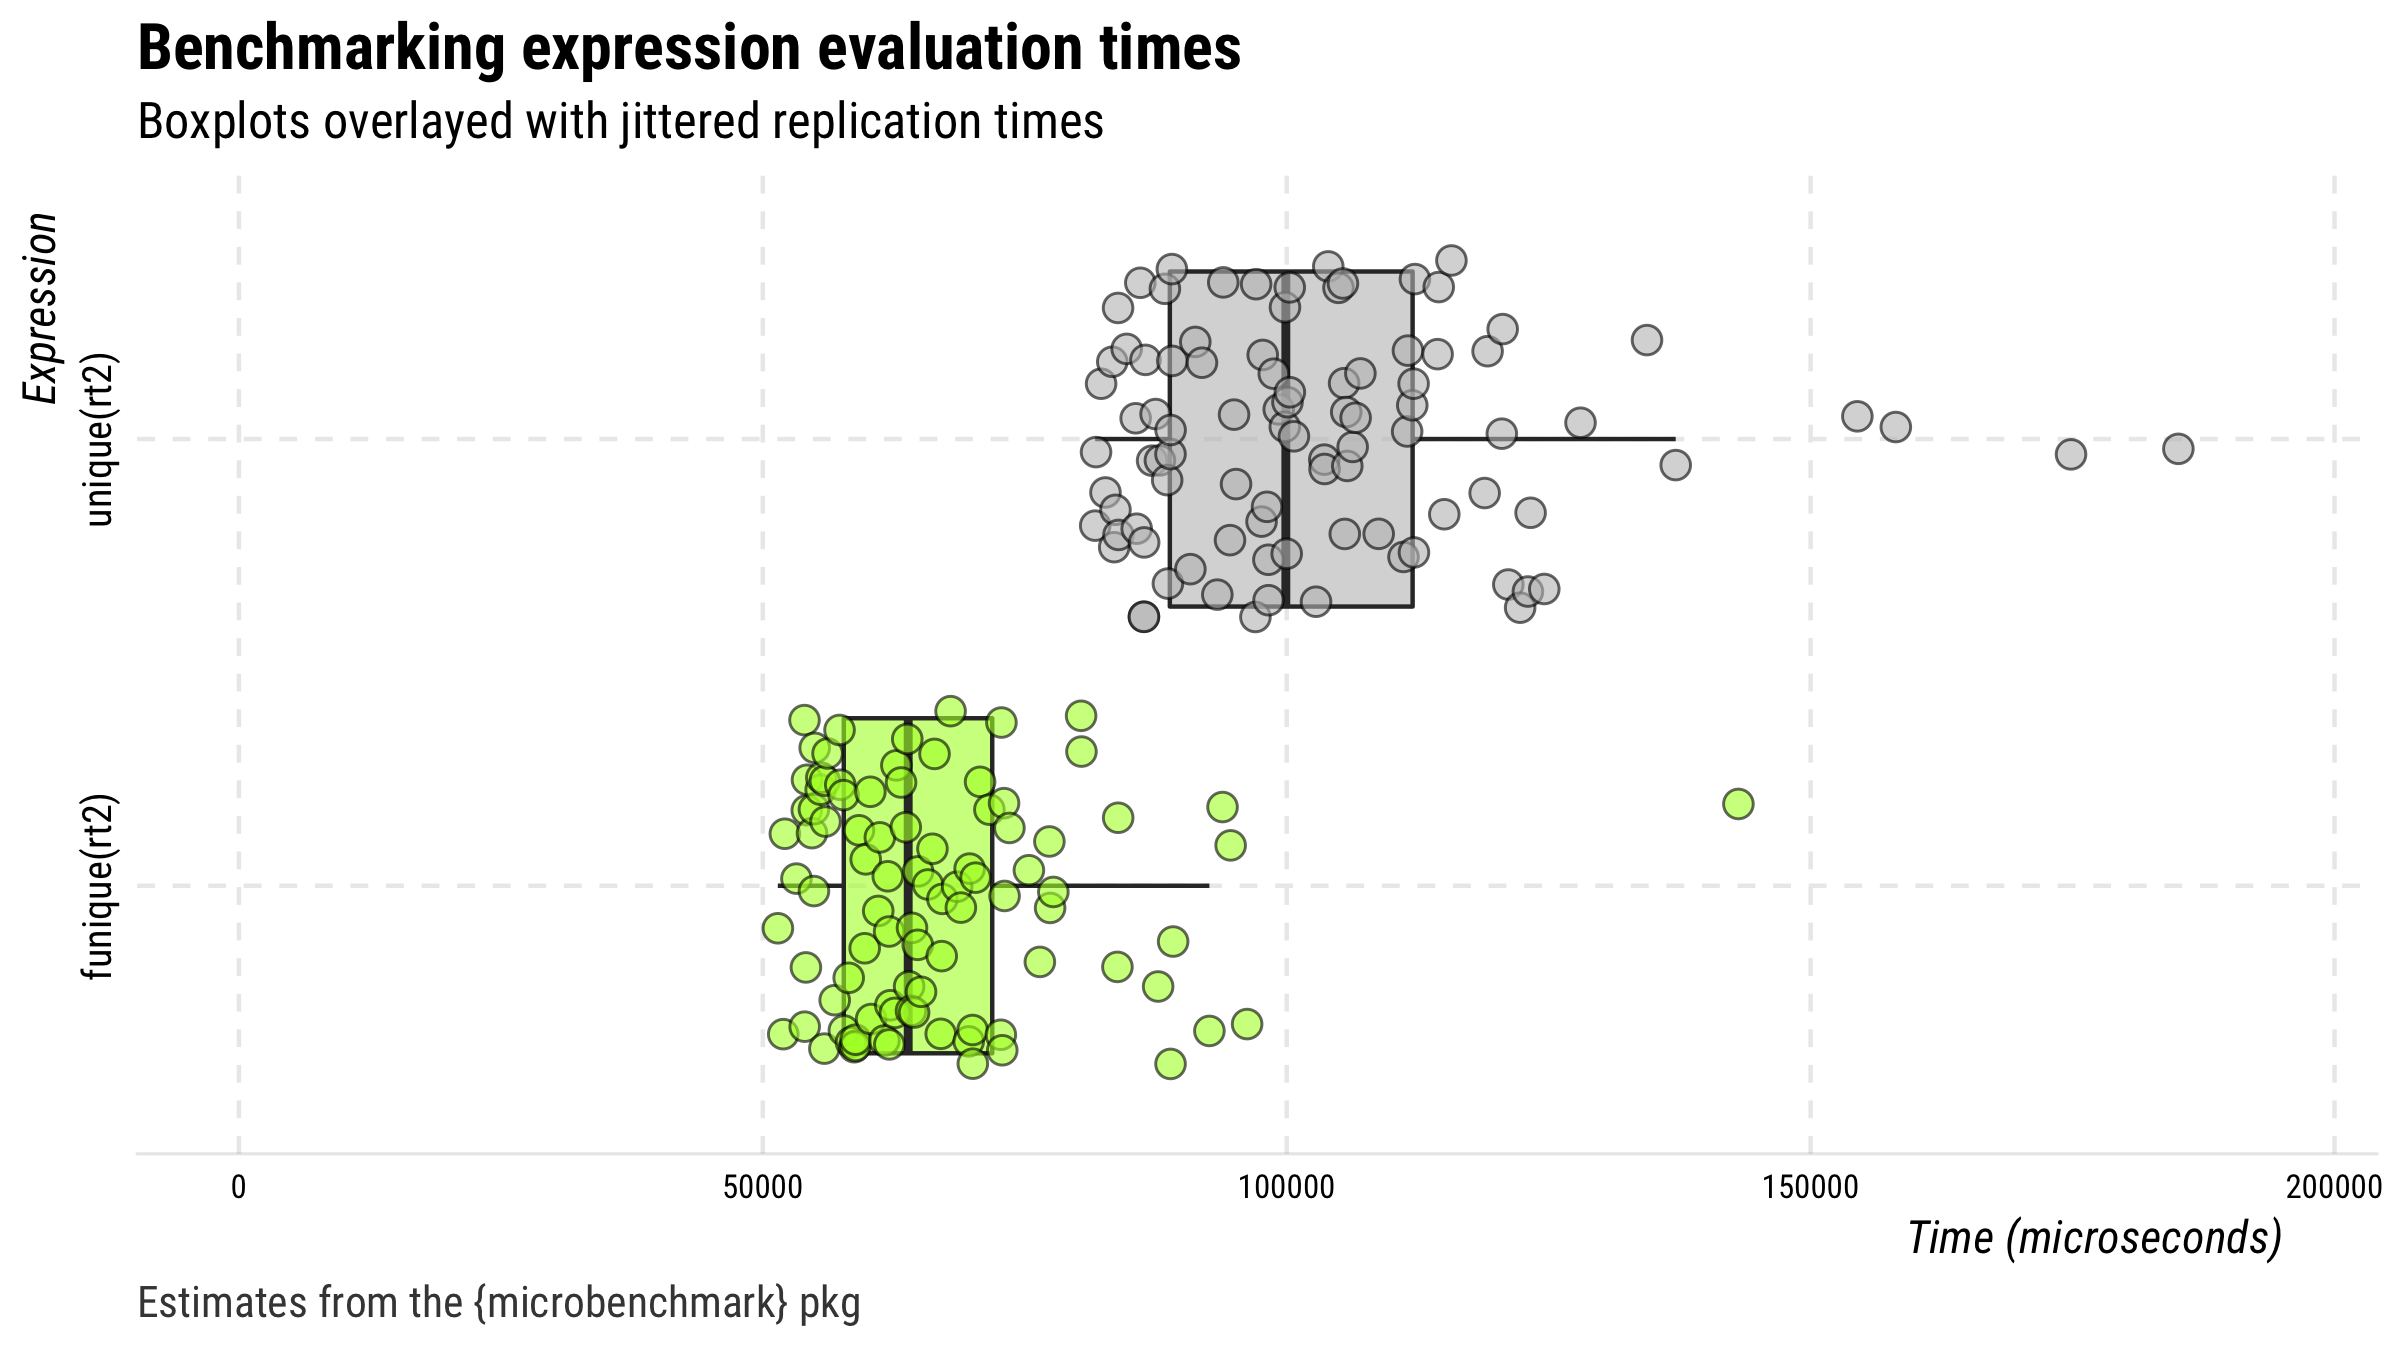 Benchmarking expression evaluation times
Boxplots overlayed with jittered replication times
Expression
unique(rt2)
funique(rt2)
0 50000 100000 150000 200000
Time (microseconds)
Estimates from the {microbenchmark} pkg